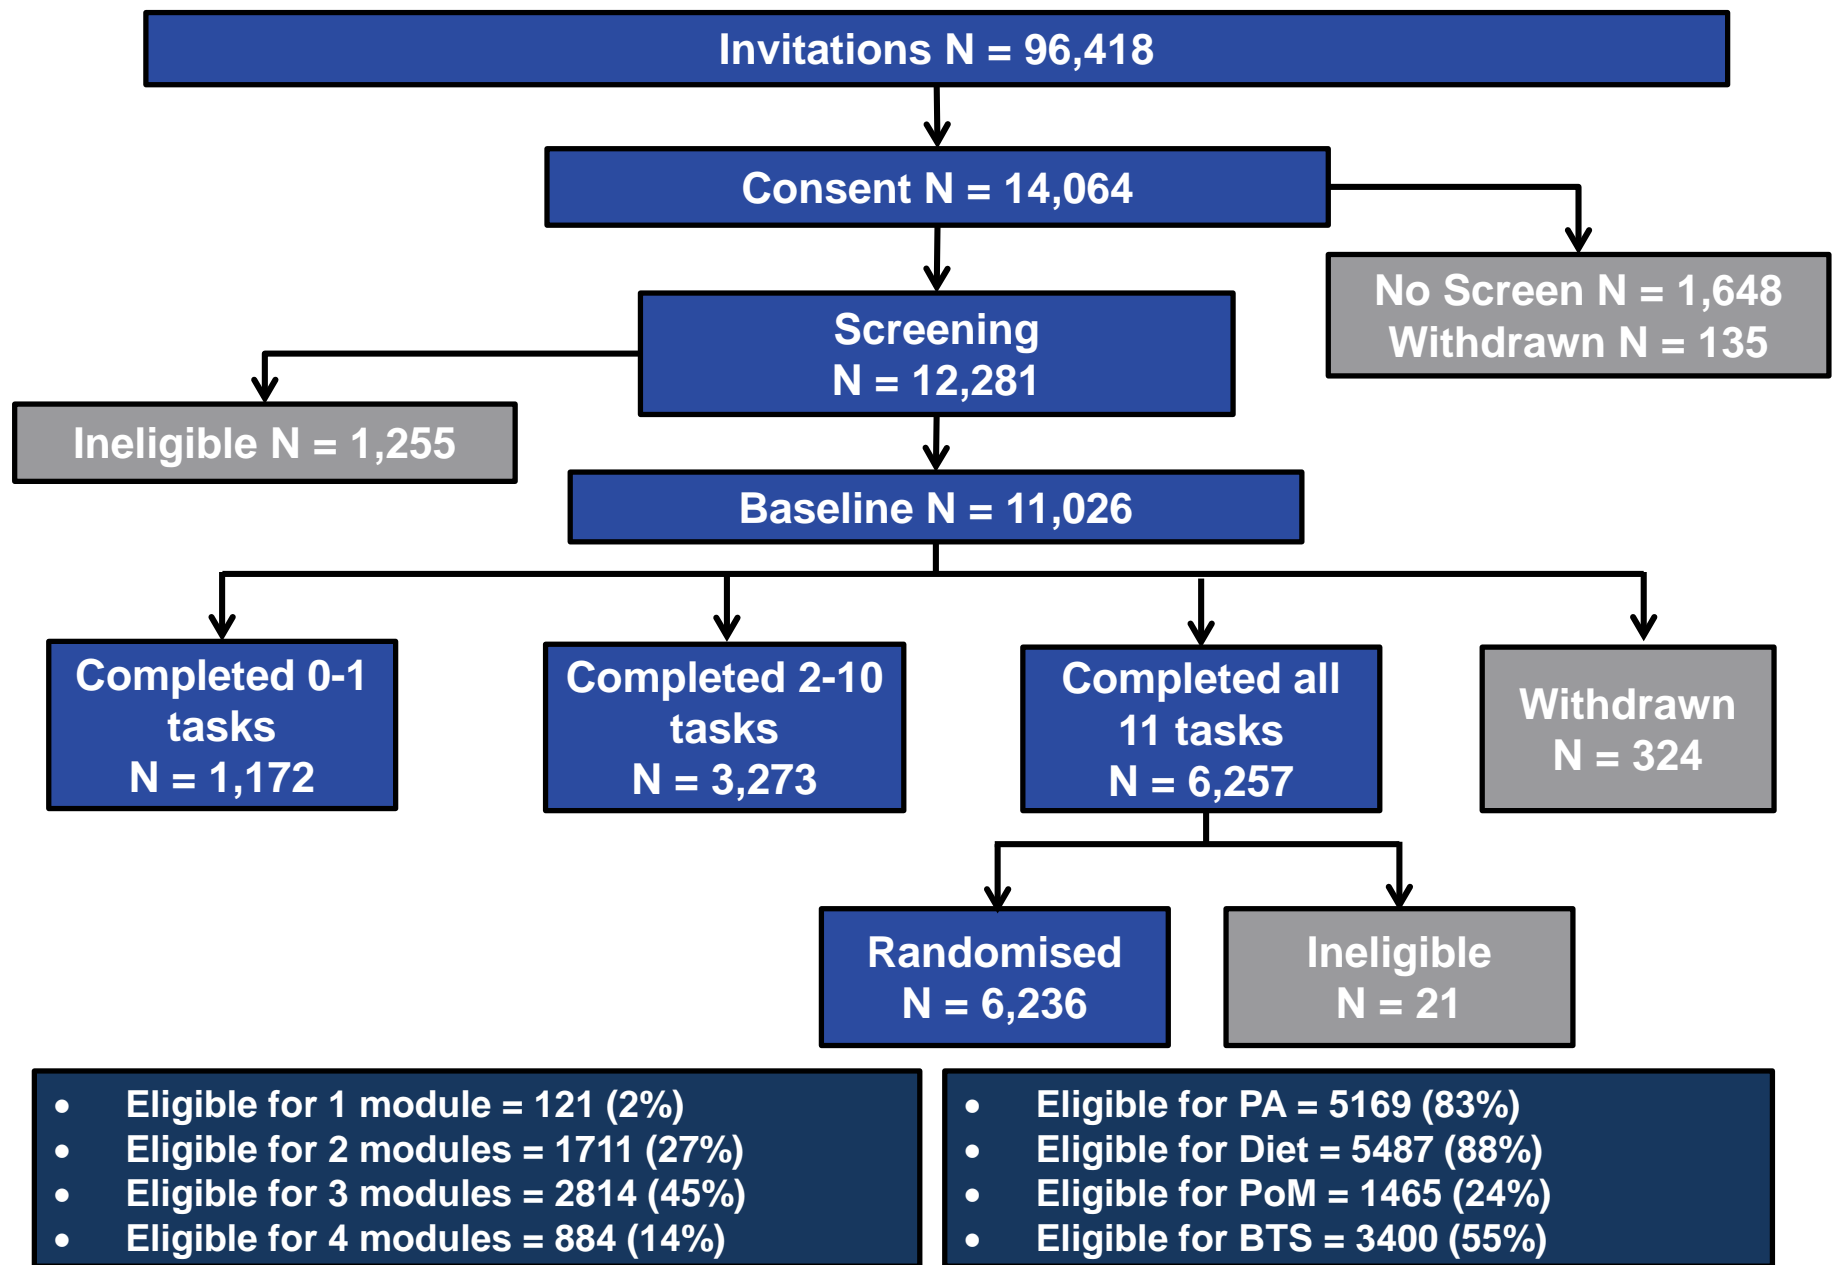 Invitations N = 96,418
Consent N = 14,064
No Screen N = 1,648
Withdrawn N = 135
Screening
N = 12,281
Ineligible N = 1,255
Baseline N = 11,026
Completed 0-1
tasks
N = 1,172
Completed 2-10
tasks
N = 3,273
Completed all
11 tasks
N = 6,257
Withdrawn
N = 324
Randomised
N = 6,236
Ineligible
N = 21
• Eligible for 1 module = 121 (2%)
• Eligible for 2 modules = 1711 (27%)
• Eligible for 3 modules = 2814 (45%)
• Eligible for 4 modules = 884 (14%)
• Eligible for PA = 5169 (83%)
• Eligible for Diet = 5487 (88%)
• Eligible for PoM = 1465 (24%)
• Eligible for BTS = 3400 (55%)